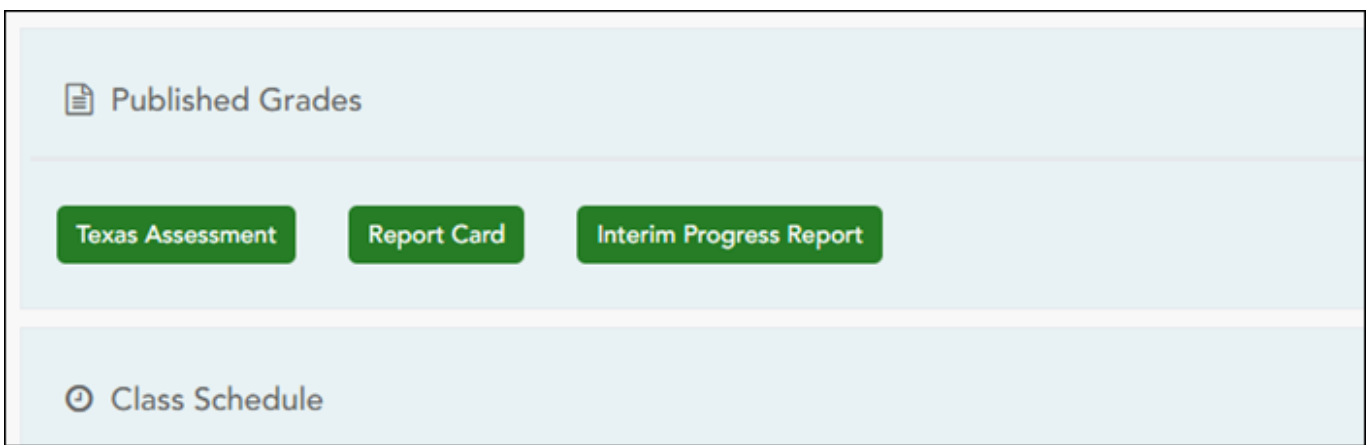 Published Grades
Texas Assessment Report Card Interim Progress Report
Class Schedule